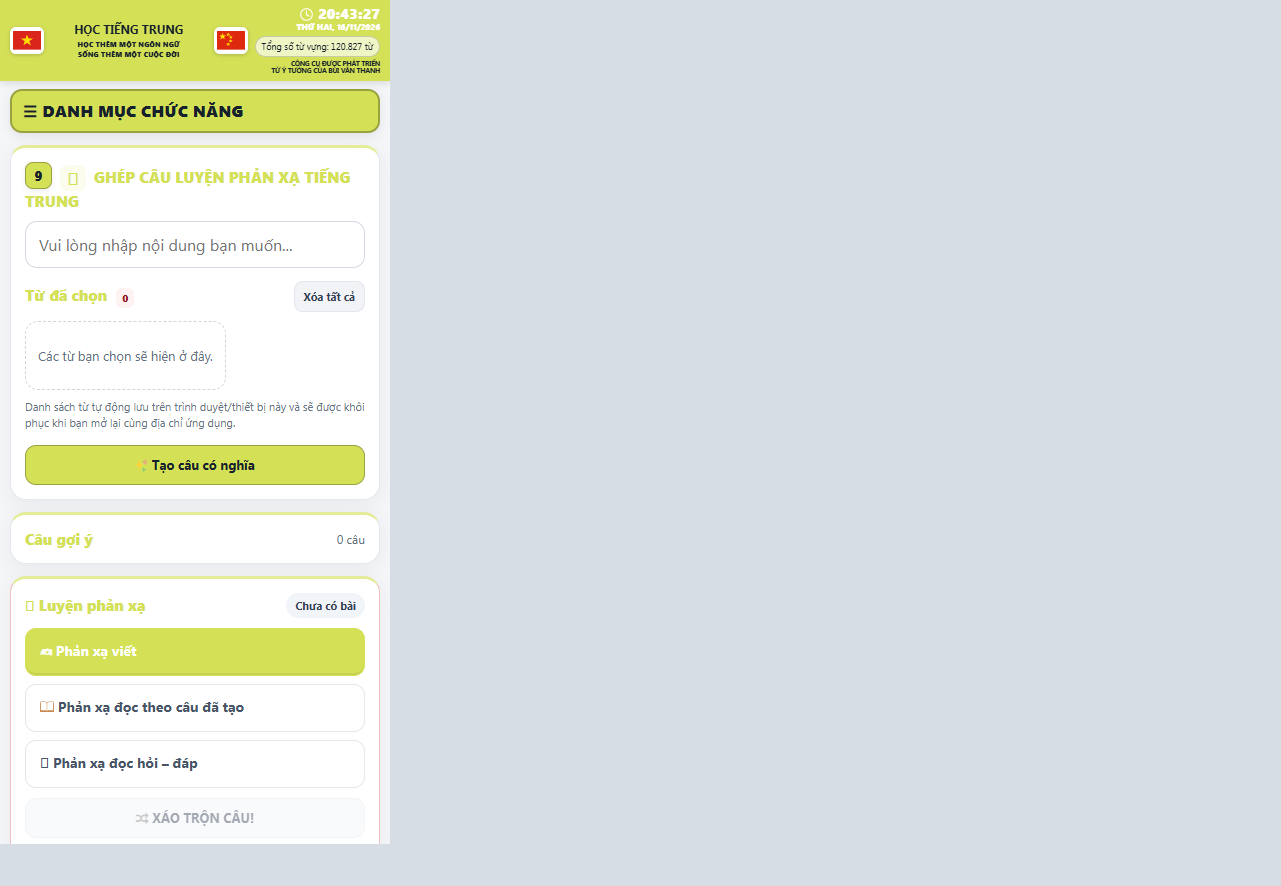 HỌC TIẾNG TRUNG
HỌC THÊM MỘT NGÔN NGỮ
SỐNG THÊM MỘT CUỘC ĐỜI
20:43:27
THỨ HAI, 16/11/2026
Tổng số từ vựng: 120.827 từ
CÔNG CỤ ĐƯỢC PHÁT TRIỂN
TỪ Ý TƯỞNG CỦA BÙI VĂN THANH
☰ DANH MỤC CHỨC NĂNG
9 GHÉP CÂU LUYỆN PHẢN XẠ TIẾNG
TRUNG
Vui lòng nhập nội dung bạn muốn...
Từ đã chọn 0
Xóa tất cả
Các từ bạn chọn sẽ hiện ở đây.
Danh sách từ tự động lưu trên trình duyệt/thiết bị này và sẽ được khôi
phục khi bạn mở lại cùng địa chỉ ứng dụng.
Tạo câu có nghĩa
Câu gợi ý
0 câu
Luyện phản xạ
Chưa có bài
Phản xạ viết
Phản xạ đọc theo câu đã tạo
Phản xạ đọc hỏi – đáp
XÁO TRỘN CÂU!